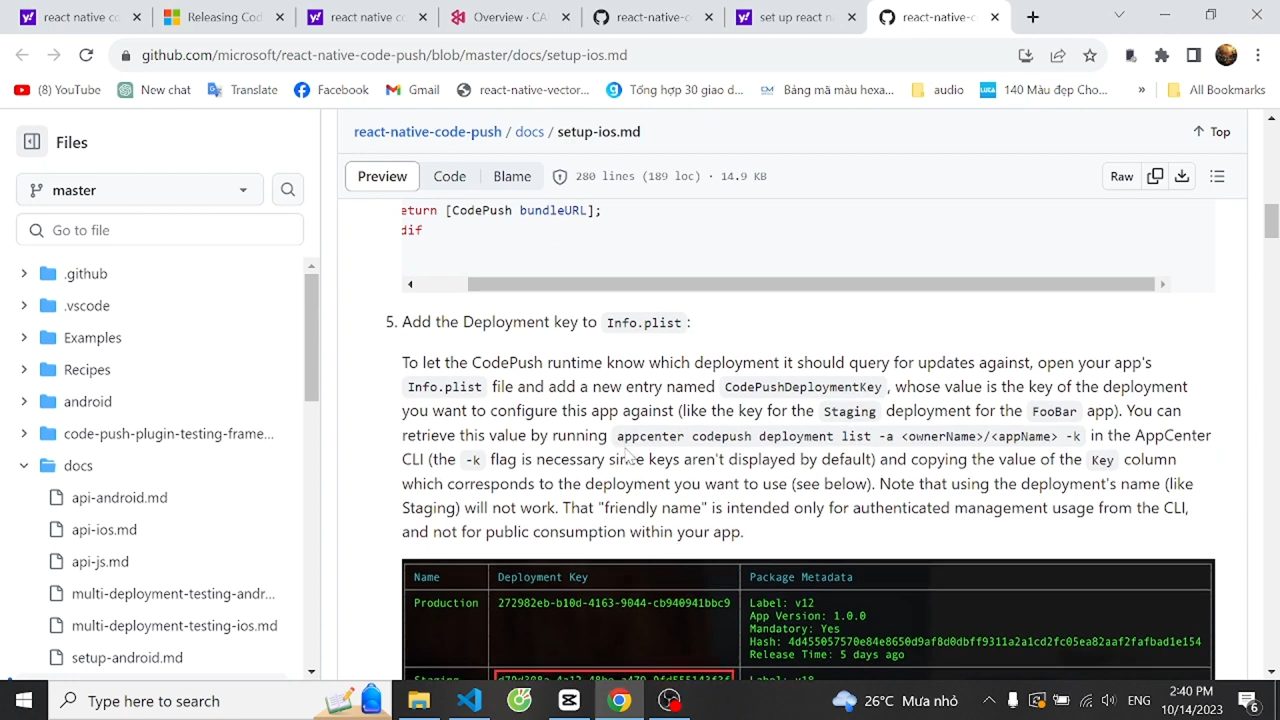 react native co
Releasing Co
react native co
Overview - CA
react-native-c
set up react n
react-native-c
github.com/microsoft/react-native-code-push/blob/master/docs/setup-ios.md
(8) YouTube
New chat
Translate
Facebook
Gmail
react-native-vector...
Tổng hợp 30 giao d...
Bảng mã màu hexa...
audio
140 Màu đẹp Cho...
»
All Bookmarks
Files
master
Go to file
.github
.vscode
Examples
Recipes
android
code-push-plugin-testing-frame...
docs
api-android.md
api-ios.md
api-js.md
multi-deployment-testing-andr...
multi-deployment-testing-ios.md
setup-android.md
react-native-code-push / docs / setup-ios.md
Top
Preview
Code
Blame
280 lines (189 loc) · 14.9 KB
Raw
eturn [CodePush bundleURL];
dif
5. Add the Deployment key to Info.plist:
To let the CodePush runtime know which deployment it should query for updates against, open your app's
Info.plist file and add a new entry named CodePushDeploymentKey, whose value is the key of the deployment
you want to configure this app against (like the key for the Staging deployment for the FooBar app). You can
retrieve this value by running appcenter codepush deployment list -a <ownerName>/<appName> -k in the AppCenter
CLI (the -k flag is necessary since keys aren't displayed by default) and copying the value of the Key column
which corresponds to the deployment you want to use (see below). Note that using the deployment's name (like
Staging) will not work. That "friendly name" is intended only for authenticated management usage from the CLI,
and not for public consumption within your app.
Name
Deployment Key
Package Metadata
Production
272982eb-b10d-4163-9044-cb940941bbc9
Label: v12
App Version: 1.0.0
Mandatory: Yes
Hash: 4d455057570e84e8650d9af8d0dbff9311a2a1cd2fc05ea82aaf2fafbad1e154
Release Time: 5 days ago
Type here to search
26°C Mưa nhỏ
ENG
2:40 PM
10/14/2023
6